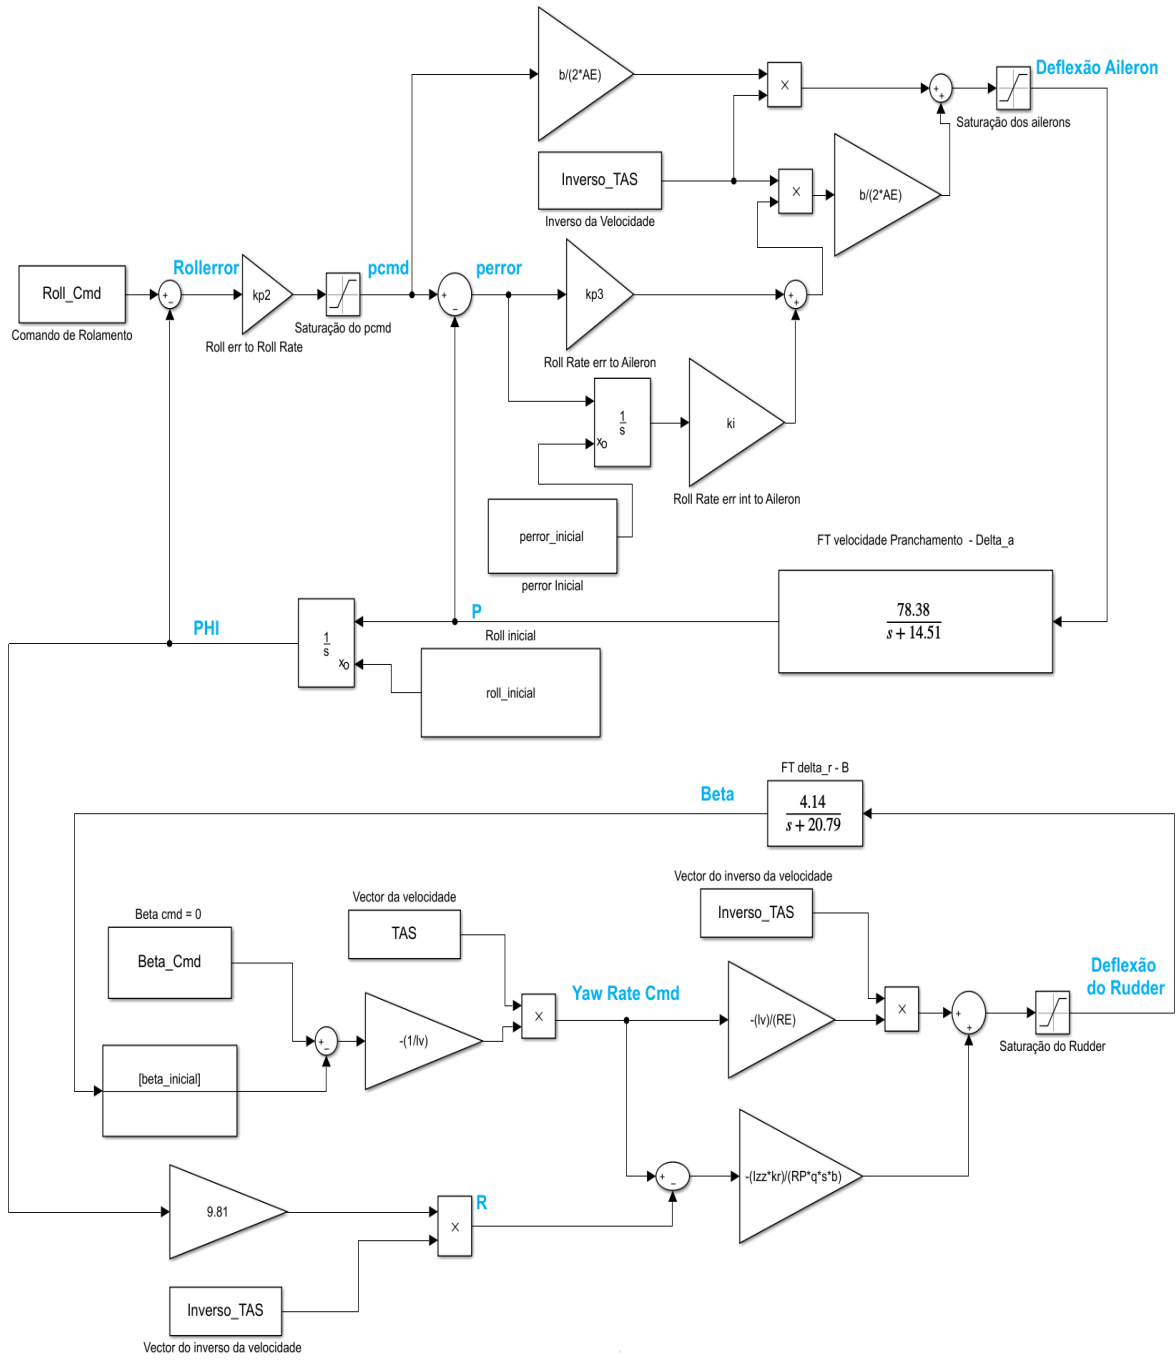 b/(2*AE)
×
+
+
Deflexão Aileron
Saturação dos ailerons
Inverso_TAS
Inverso da Velocidade
×
b/(2*AE)
Roll_Cmd
Comando de Rolamento
+
−
Rollerror
kp2
Roll err to Roll Rate
Saturação do pcmd
pcmd
+
−
perror
kp3
Roll Rate err to Aileron
+
+
1
s
xo
ki
Roll Rate err int to Aileron
perror_inicial
perror Inicial
FT velocidade Pranchamento - Delta_a
78.38
s + 14.51
P
PHI
1
s
xo
Roll inicial
roll_inicial
FT delta_r - B
4.14
s + 20.79
Beta
Vector do inverso da velocidade
Inverso_TAS
Vector da velocidade
TAS
Beta cmd = 0
Beta_Cmd
[beta_inicial]
+
−
-(1/lv)
×
Yaw Rate Cmd
-(lv)/(RE)
×
+
+
Deflexão
do Rudder
Saturação do Rudder
+
−
-(Izz*kr)/(RP*q*s*b)
9.81
×
R
Inverso_TAS
Vector do inverso da velocidade